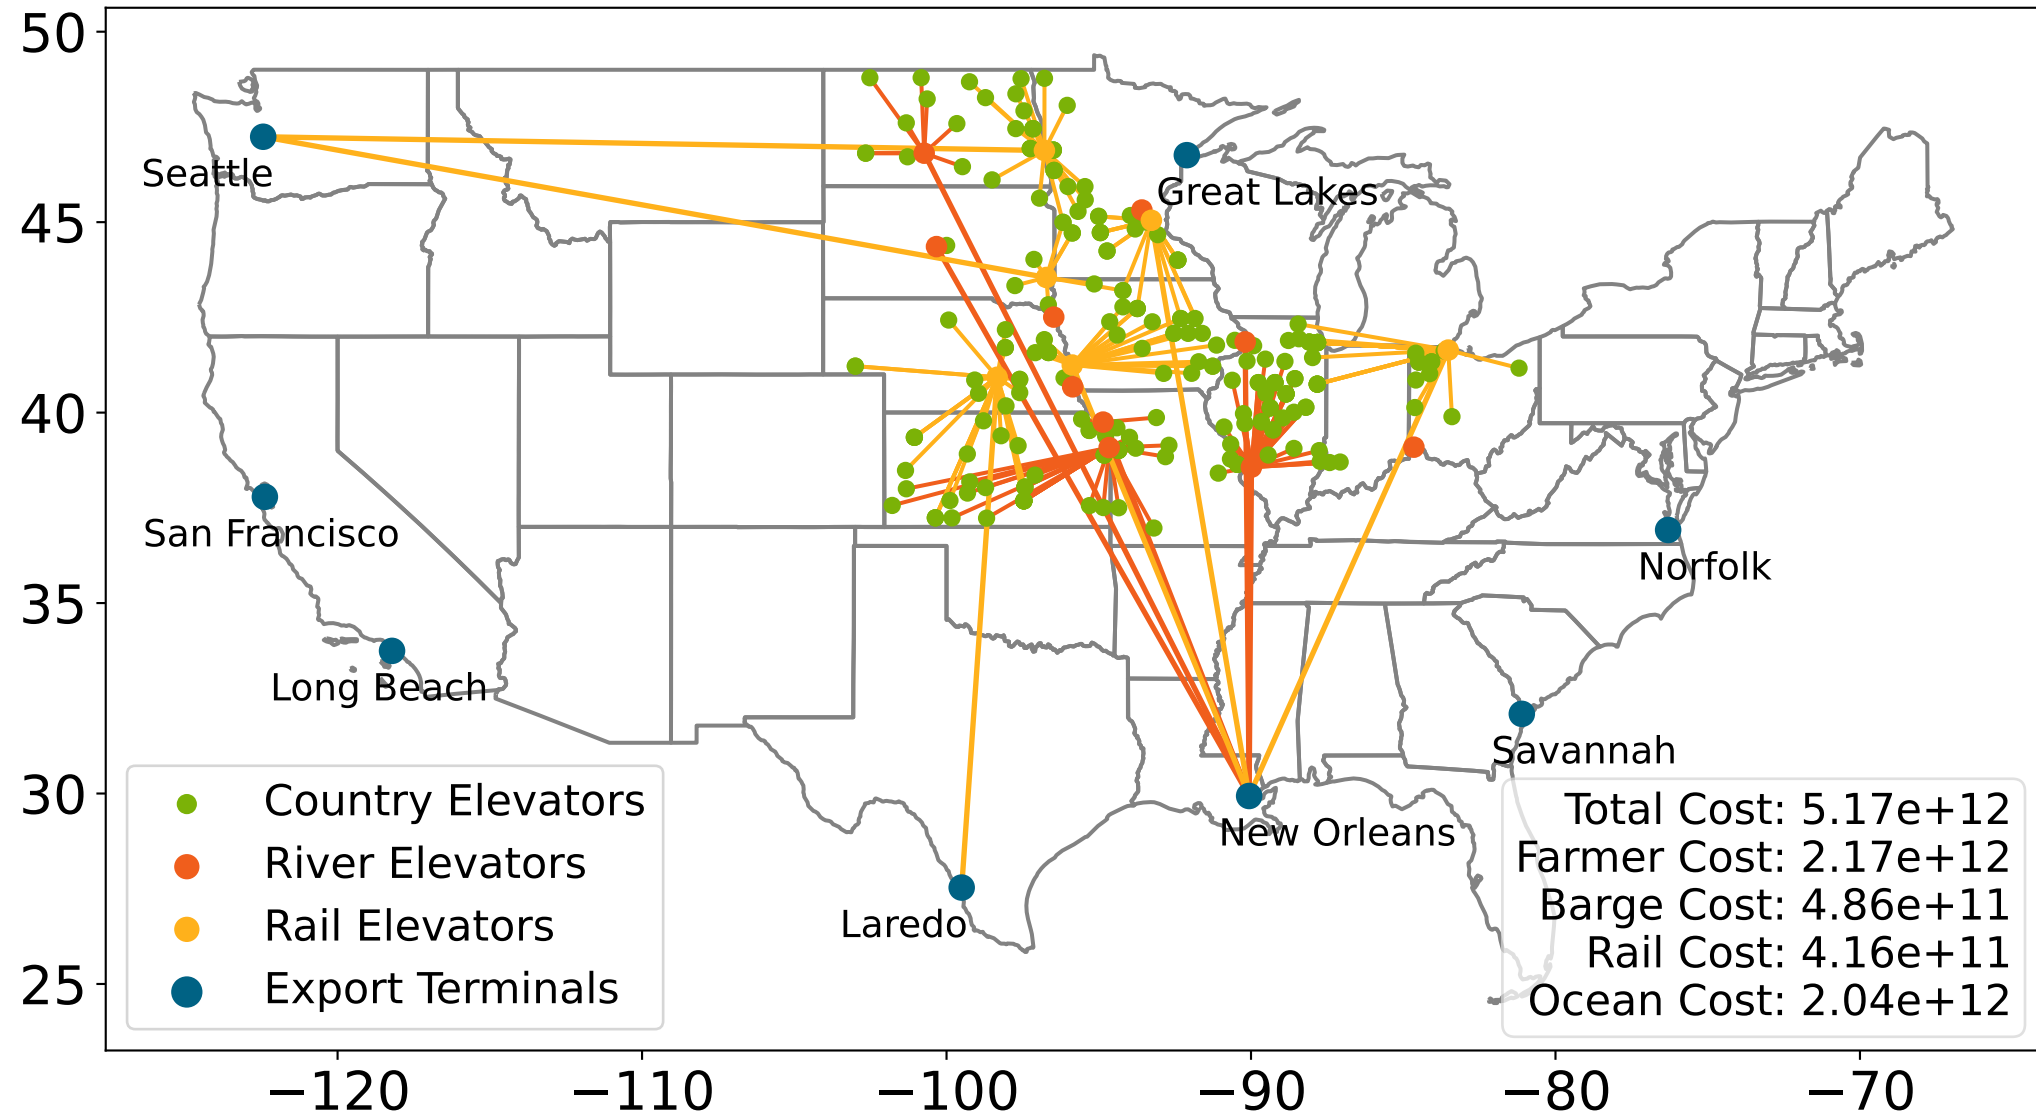 50
45
40
35
30
25
−120
−110
−100
−90
−80
−70
Seattle
Great Lakes
San Francisco
Norfolk
Long Beach
Savannah
New Orleans
Laredo
Country Elevators
River Elevators
Rail Elevators
Export Terminals
Total Cost: 5.17e+12
Farmer Cost: 2.17e+12
Barge Cost: 4.86e+11
Rail Cost: 4.16e+11
Ocean Cost: 2.04e+12